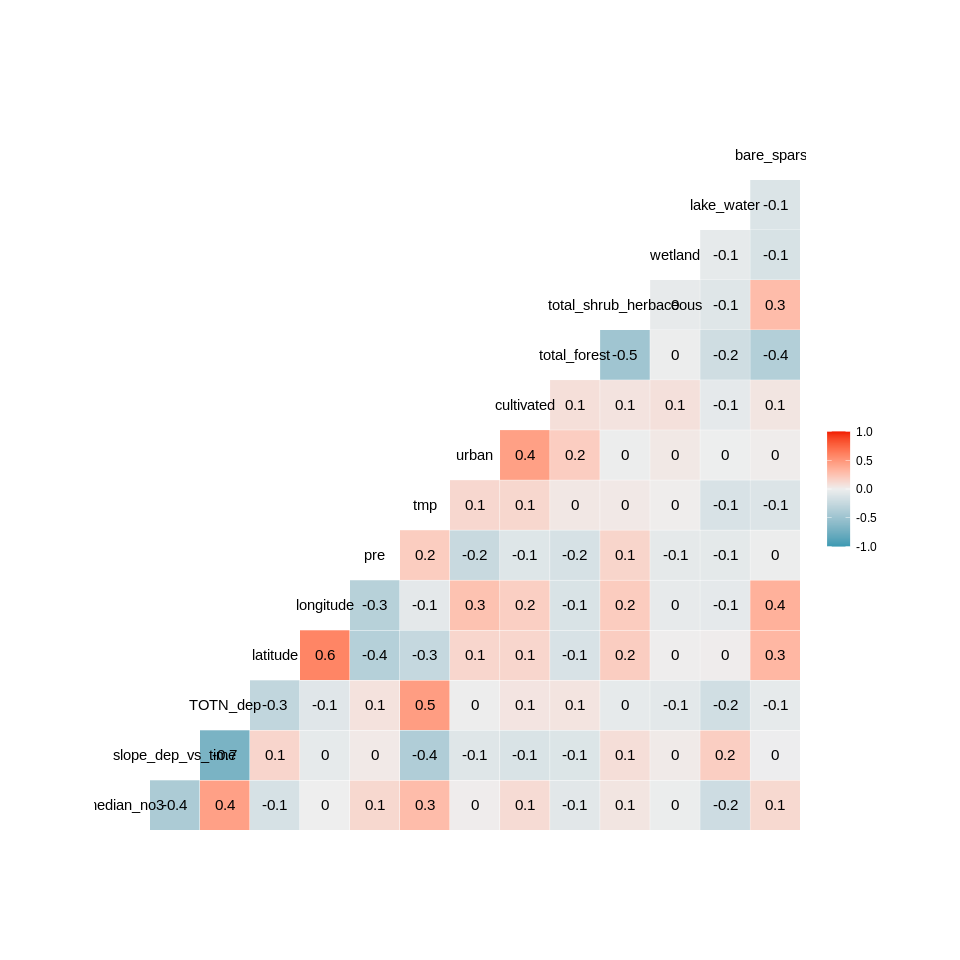 bare_spars
lake_water -0.1
wetland -0.1 -0.1
total_shrub_herbaceous 0 -0.1 0.3
total_forest -0.5 0 -0.2 -0.4
cultivated 0.1 0.1 0.1 -0.1 0.1
urban 0.4 0.2 0 0 0 0
tmp 0.1 0.1 0 0 0 -0.1 -0.1
pre 0.2 -0.2 -0.1 -0.2 0.1 -0.1 -0.1 0
longitude -0.3 -0.1 0.3 0.2 -0.1 0.2 0 -0.1 0.4
latitude 0.6 -0.4 -0.3 0.1 0.1 -0.1 0.2 0 0 0.3
TOTN_dep -0.3 -0.1 0.1 0.5 0 0.1 0.1 0 -0.1 -0.2 -0.1
slope_dep_vs_time -0.7 0.1 0 0 -0.4 -0.1 -0.1 -0.1 0.1 0 0.2 0
edian_no3 -0.4 0.4 -0.1 0 0.1 0.3 0 0.1 -0.1 0.1 0 -0.2 0.1
1.0
0.5
0.0
-0.5
-1.0